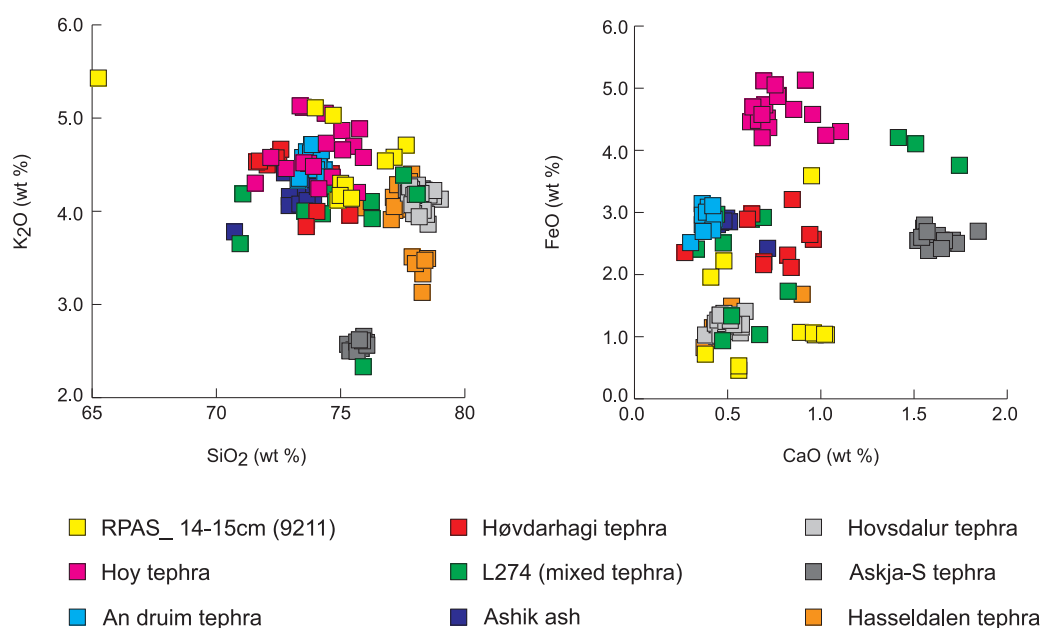 6.0
5.0
4.0
3.0
2.0
K2O (wt %)
65
70
75
80
SiO2 (wt %)
6.0
5.0
4.0
3.0
2.0
1.0
0.0
FeO (wt %)
0.0
0.5
1.0
1.5
2.0
CaO (wt %)
RPAS_ 14-15cm (9211)
Høvdarhagi tephra
Hovsdalur tephra
Hoy tephra
L274 (mixed tephra)
Askja-S tephra
An druim tephra
Ashik ash
Hasseldalen tephra